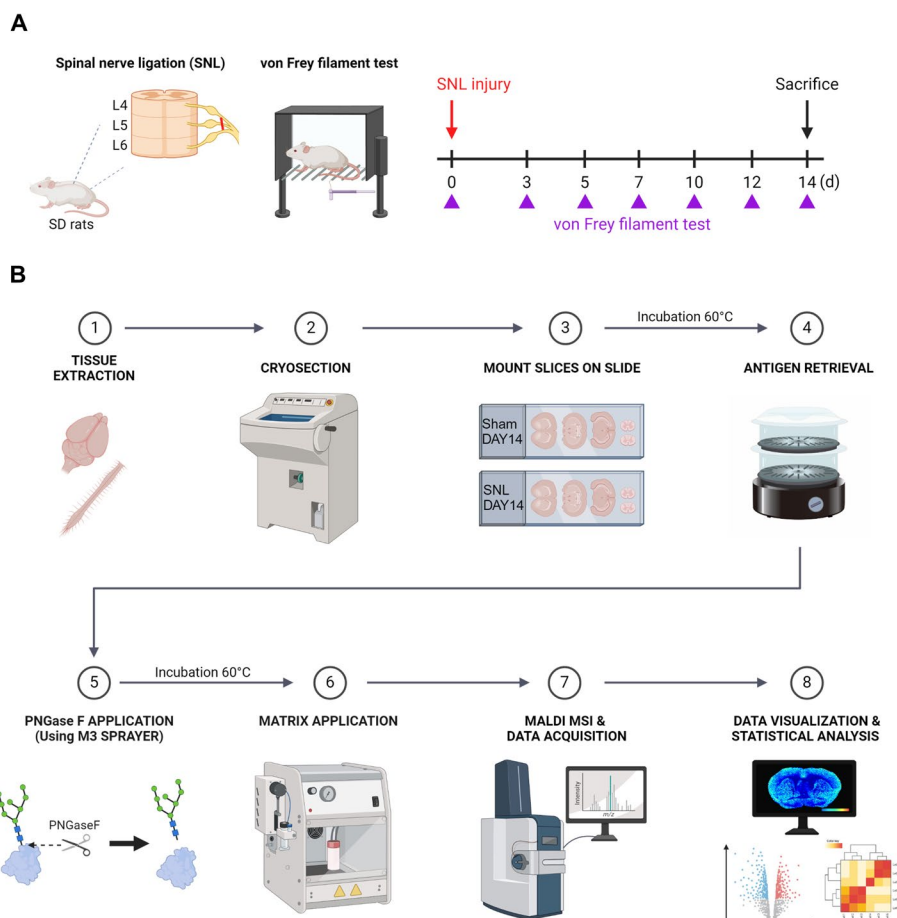 A
Spinal nerve ligation (SNL)
von Frey filament test
L4
L5
L6
SD rats
SNL injury
Sacrifice
0 3 5 7 10 12 14 (d)
von Frey filament test
B
1 2 3 Incubation 60°C 4
TISSUE
EXTRACTION
CRYOSECTION
MOUNT SLICES ON SLIDE
ANTIGEN RETRIEVAL
Sham
DAY14
SNL
DAY14
5 Incubation 60°C 6 7 8
PNGase F APPLICATION
(Using M3 SPRAYER)
MATRIX APPLICATION
MALDI MSI &
DATA ACQUISITION
DATA VISUALIZATION &
STATISTICAL ANALYSIS
PNGaseF
Intensity
m/z